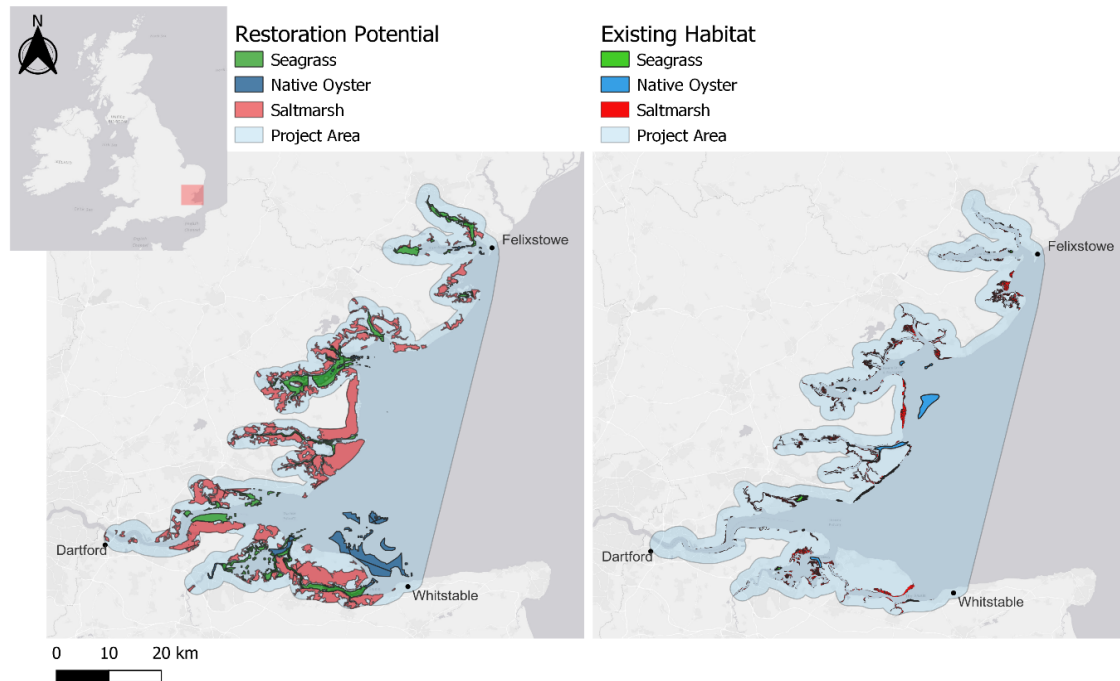 N
Restoration Potential
Seagrass
Native Oyster
Saltmarsh
Project Area
Existing Habitat
Seagrass
Native Oyster
Saltmarsh
Project Area
Felixstowe
Dartford
Whitstable
Felixstowe
Dartford
Whitstable
0 10 20 km